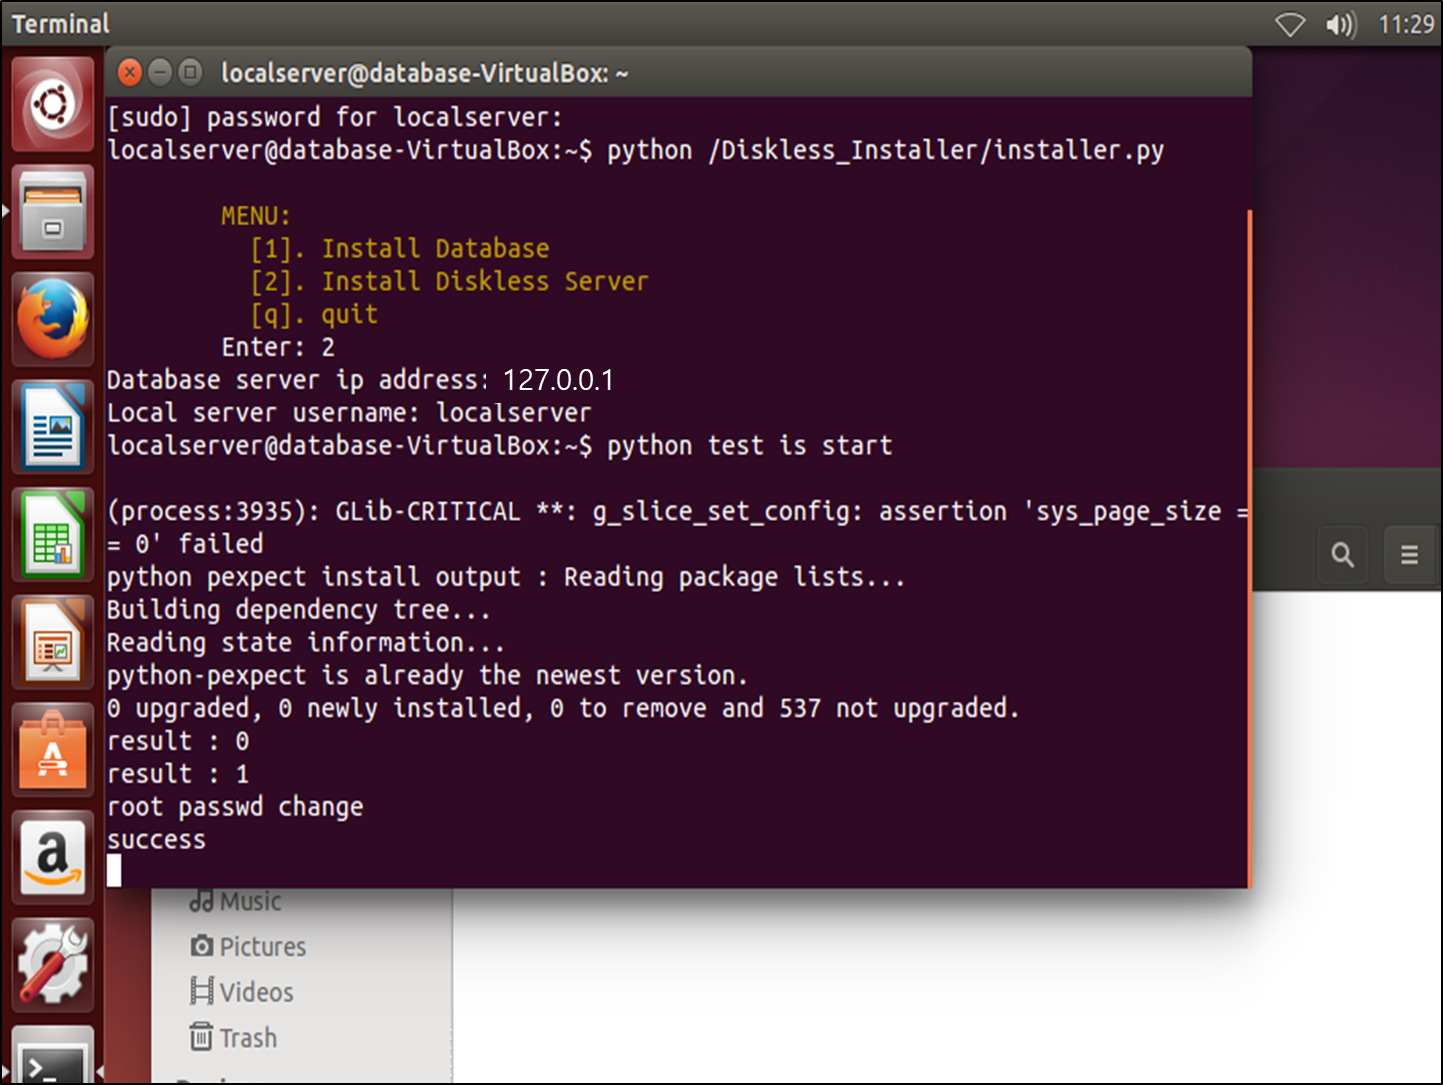 Terminal
11:29
localserver@database-VirtualBox: ~
[sudo] password for localserver:
localserver@database-VirtualBox:~$ python /Diskless_Installer/installer.py
MENU:
[1]. Install Database
[2]. Install Diskless Server
[q]. quit
Enter: 2
Database server ip address: 127.0.0.1
Local server username: localserver
localserver@database-VirtualBox:~$ python test is start
(process:3935): GLib-CRITICAL **: g_slice_set_config: assertion 'sys_page_size =
= 0' failed
python pexpect install output : Reading package lists...
Building dependency tree...
Reading state information...
python-pexpect is already the newest version.
0 upgraded, 0 newly installed, 0 to remove and 537 not upgraded.
result : 0
result : 1
root passwd change
success
Music
Pictures
Videos
Trash